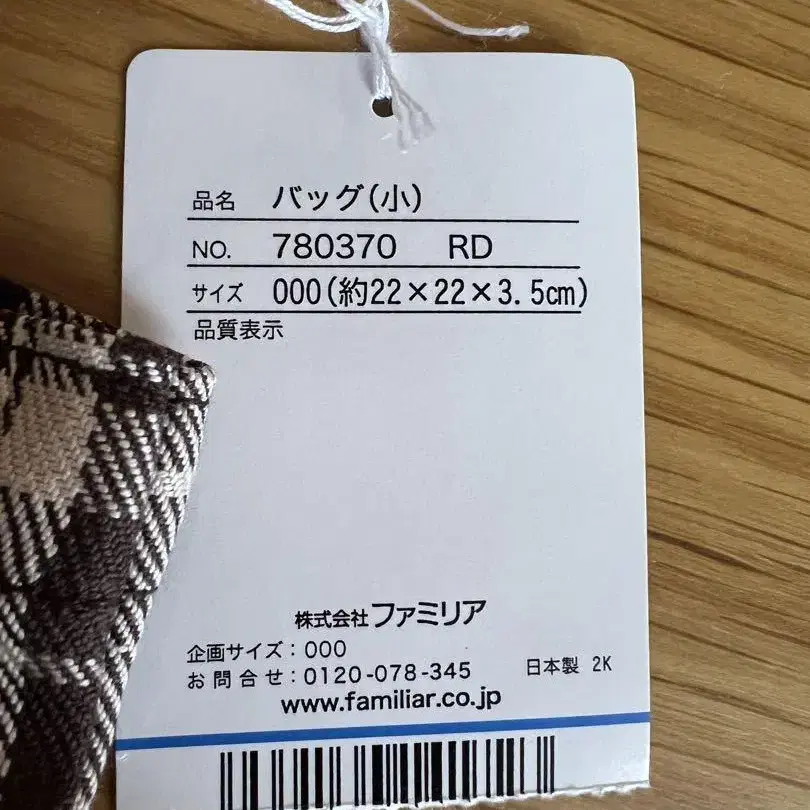 品名 バッグ(小)
NO. 780370 RD
サイズ 000(約22×22×3.5cm)
品質表示
株式会社ファミリア
企画サイズ:000
お問合せ:0120-078-345 日本製 2K
www.familiar.co.jp